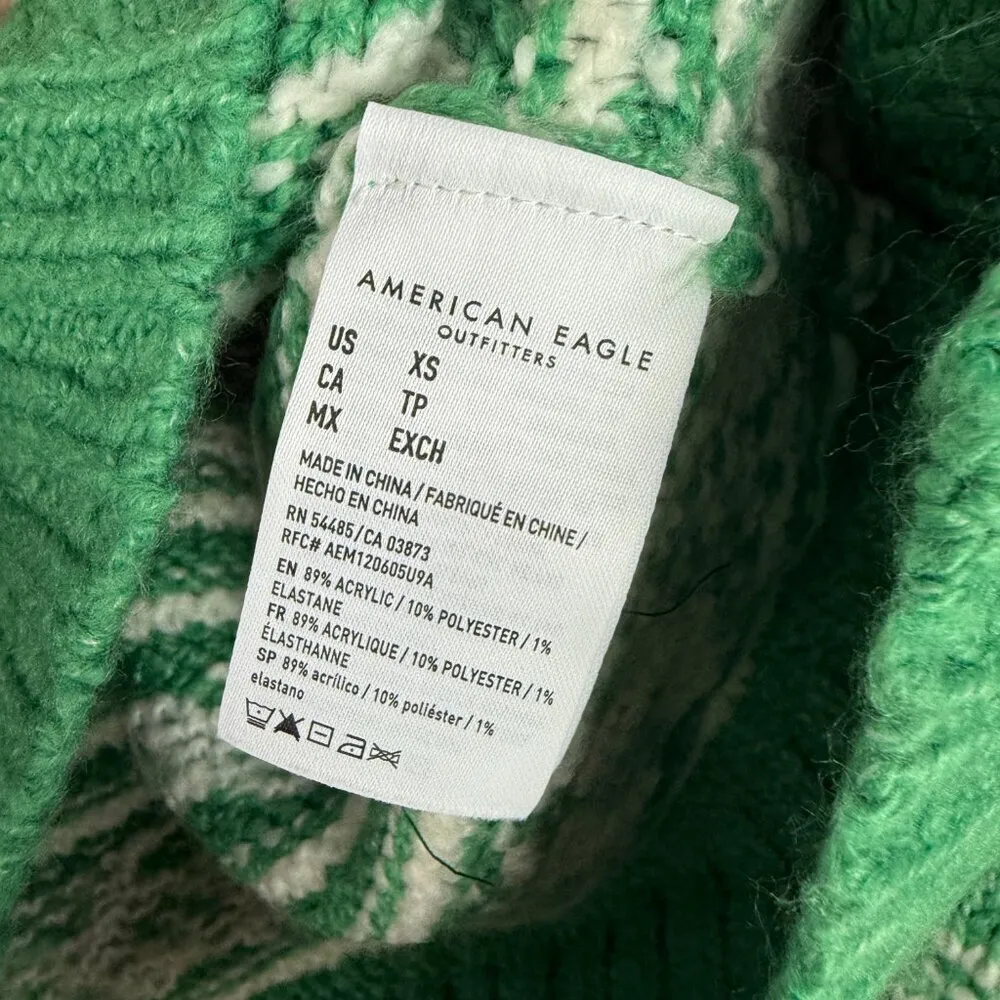 AMERICAN EAGLE
OUTFITTERS
US XS
CA TP
MX EXCH
MADE IN CHINA / FABRIQUÉ EN CHINE /
HECHO EN CHINA
RN 54485/CA 03873
RFC# AEM120605U9A
EN 89% ACRYLIC / 10% POLYESTER / 1%
ELASTANE
FR 89% ACRYLIQUE / 10% POLYESTER / 1%
ÉLASTHANNE
SP 89% acrílico / 10% poliéster / 1%
elastano